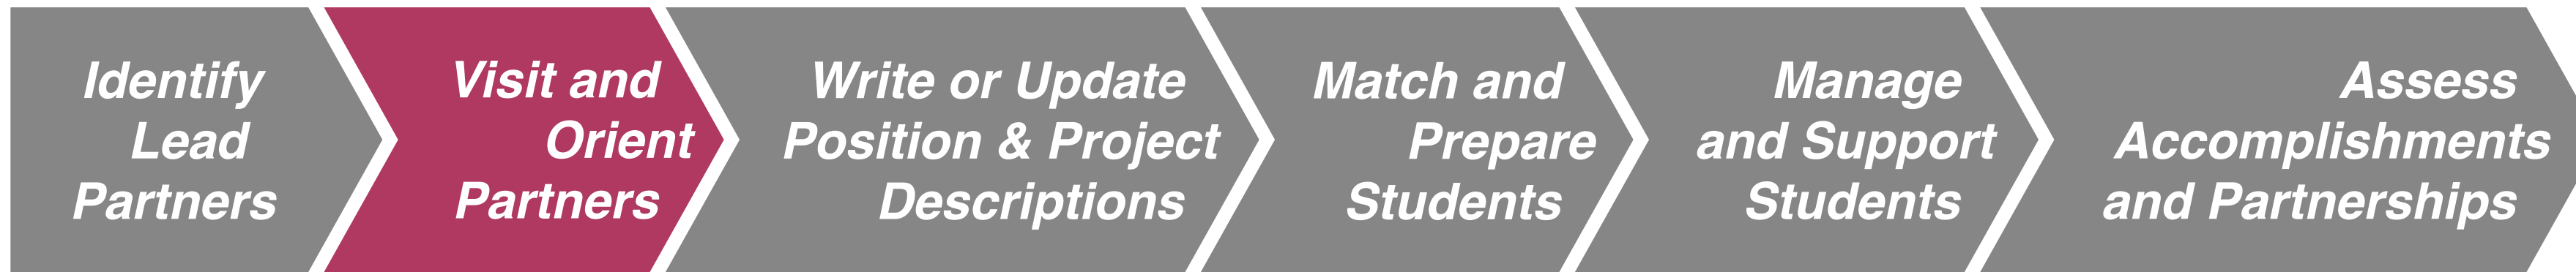 Identify
Lead
Partners
Visit and
Orient
Partners
Write or Update
Position & Project
Descriptions
Match and
Prepare
Students
Manage
and Support
Students
Assess
Accomplishments
and Partnerships